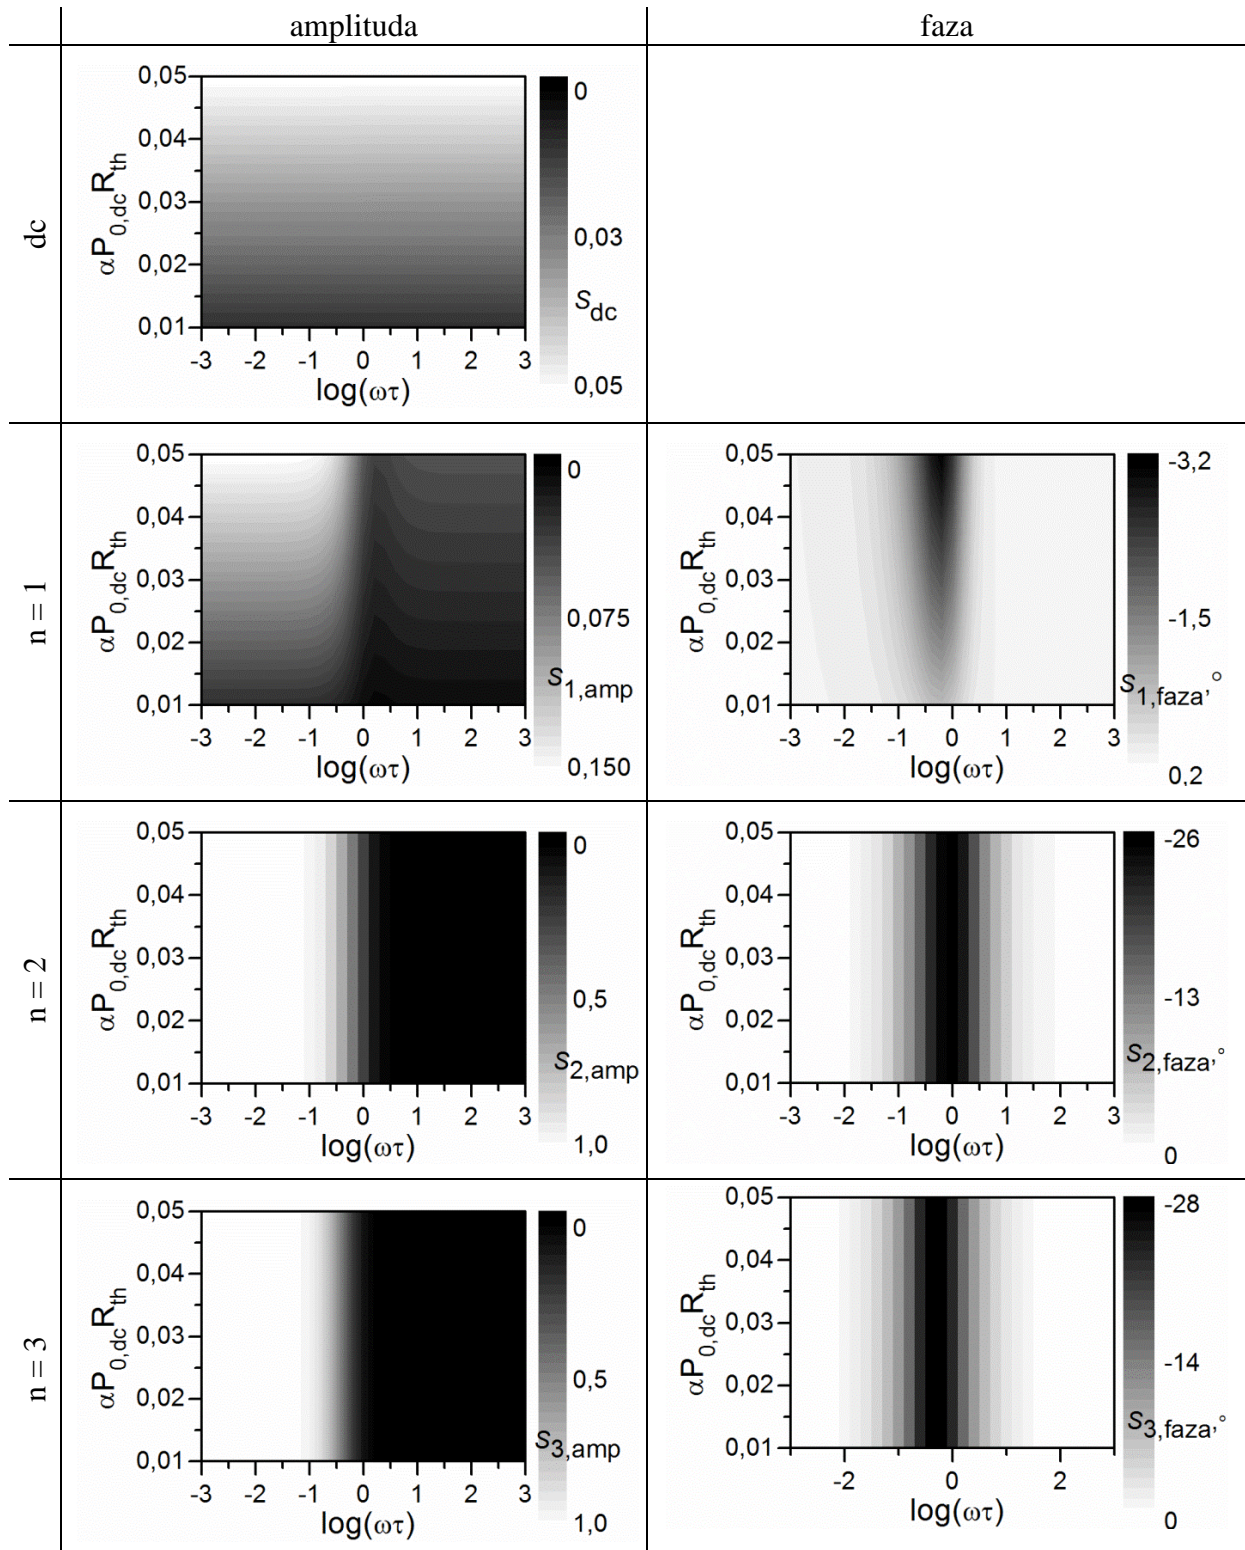 amplituda faza
dc
0,05
0,04
0,03
0,02
0,01
αP0,dcRth
-3 -2 -1 0 1 2 3
log(ωτ)
0
0,03
Sdc
0,05
n = 1
0,05
0,04
0,03
0,02
0,01
αP0,dcRth
-3 -2 -1 0 1 2 3
log(ωτ)
0
0,075
S1,amp
0,150
0,05
0,04
0,03
0,02
0,01
αP0,dcRth
-3 -2 -1 0 1 2 3
log(ωτ)
-3,2
-1,5
S1,faza,°
0,2
n = 2
0,05
0,04
0,03
0,02
0,01
αP0,dcRth
-3 -2 -1 0 1 2 3
log(ωτ)
0
0,5
S2,amp
1,0
0,05
0,04
0,03
0,02
0,01
αP0,dcRth
-3 -2 -1 0 1 2 3
log(ωτ)
-26
-13
S2,faza,°
0
n = 3
0,05
0,04
0,03
0,02
0,01
αP0,dcRth
-3 -2 -1 0 1 2 3
log(ωτ)
0
0,5
S3,amp
1,0
0,05
0,04
0,03
0,02
0,01
αP0,dcRth
-2 0 2
log(ωτ)
-28
-14
S3,faza,°
0